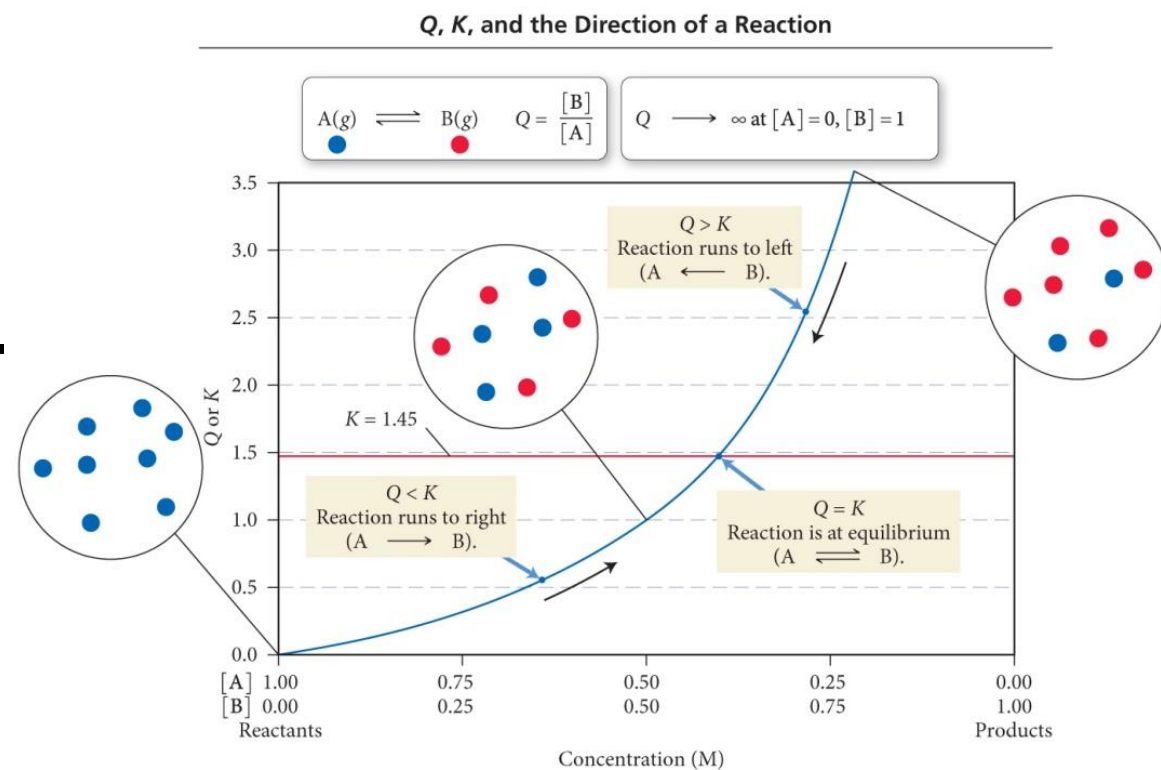 Q, K, and the Direction of a Reaction
A(g) ⇌ B(g) Q = [B]/[A]
Q ⟶ ∞ at [A] = 0, [B] = 1
3.5
3.0
2.5
2.0
1.5
1.0
0.5
0.0
Q or K
Q > K
Reaction runs to left
(A ⟵ B).
K = 1.45
Q < K
Reaction runs to right
(A ⟶ B).
Q = K
Reaction is at equilibrium
(A ⇌ B).
[A] 1.00 0.75 0.50 0.25 0.00
[B] 0.00 0.25 0.50 0.75 1.00
Reactants Products
Concentration (M)